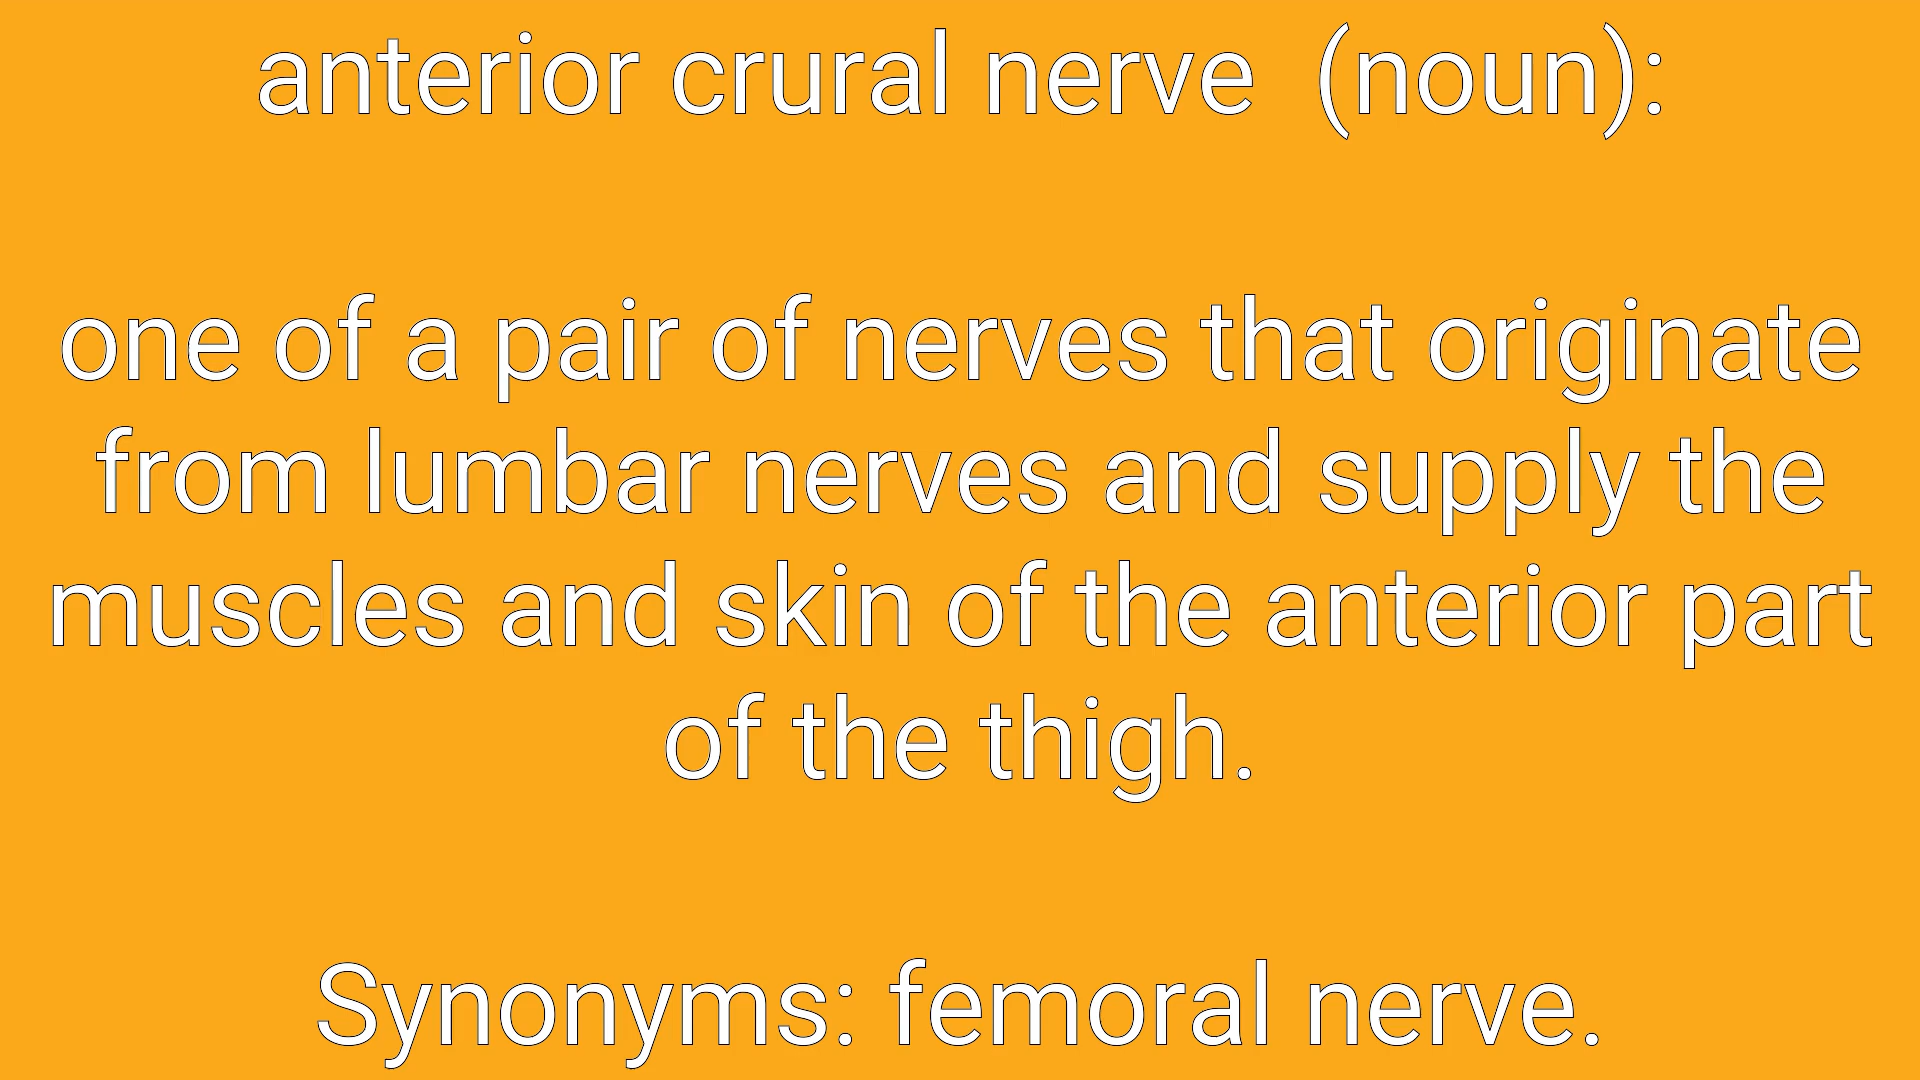 anterior crural nerve  (noun):
one of a pair of nerves that originate
from lumbar nerves and supply the
muscles and skin of the anterior part
of the thigh.
Synonyms: femoral nerve.